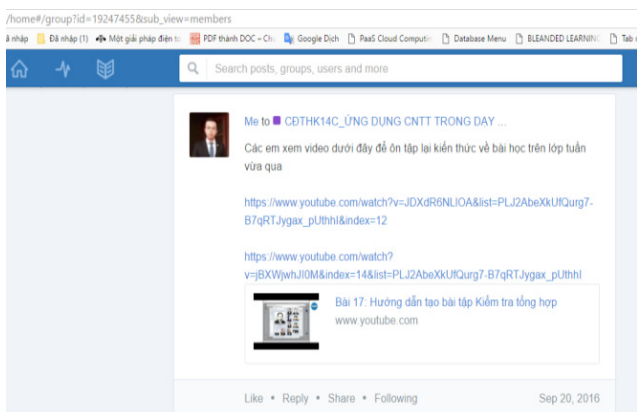 /home#/group?id=19247455&sub_view=members
ã nhập Đã nhập (1) Một giải pháp điện tử PDF thành DOC – Chu Google Dịch PaaS Cloud Computin Database Menu BLEANDED LEARNING Tab
Search posts, groups, users and more
Me to CĐTHK14C_ỨNG DỤNG CNTT TRONG DAY ...
Các em xem video dưới đây để ôn tập lại kiến thức về bài học trên lớp tuần
vừa qua
https://www.youtube.com/watch?v=JDXdR6NLIOA&list=PLJ2AbeXkUfQurg7-
B7qRTJygax_pUthhI&index=12
https://www.youtube.com/watch?
v=jBXWjwhJI0M&index=14&list=PLJ2AbeXkUfQurg7-B7qRTJygax_pUthhI
Bài 17: Hướng dẫn tạo bài tập Kiểm tra tổng hợp
www.youtube.com
Like • Reply • Share • Following Sep 20, 2016